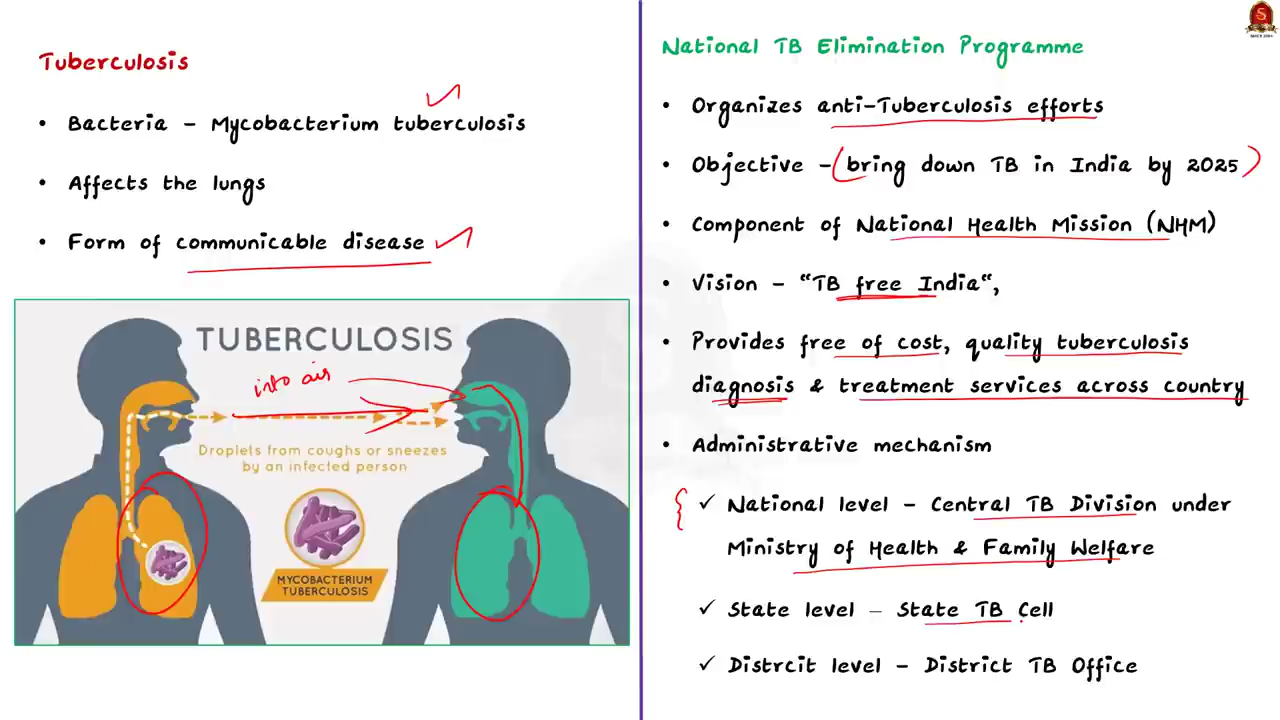 Tuberculosis
• Bacteria – Mycobacterium tuberculosis
• Affects the lungs
• Form of communicable disease
TUBERCULOSIS
into air
Droplets from coughs or sneezes
by an infected person
MYCOBACTERIUM
TUBERCULOSIS
National TB Elimination Programme
• Organizes anti-Tuberculosis efforts
• Objective – bring down TB in India by 2025
• Component of National Health Mission (NHM)
• Vision – “TB free India“,
• Provides free of cost, quality tuberculosis
diagnosis & treatment services across country
• Administrative mechanism
✓ National level – Central TB Division under
Ministry of Health & Family Welfare
✓ State level – State TB Cell
✓ Distrcit level – District TB Office
S